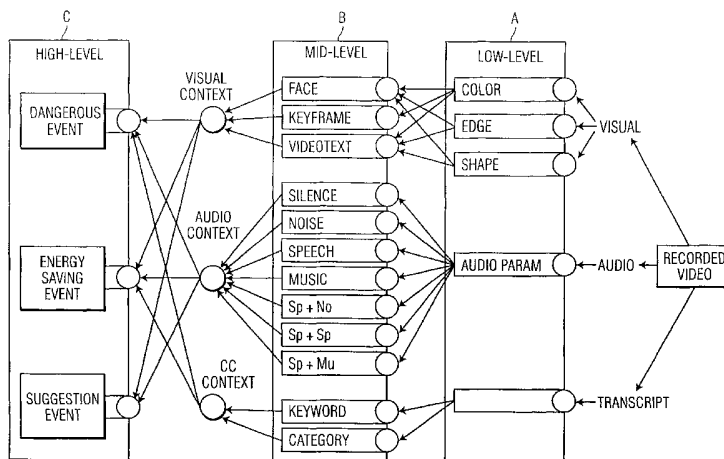 C
B
A
HIGH-LEVEL
MID-LEVEL
LOW-LEVEL
VISUAL
CONTEXT
DANGEROUS
EVENT
FACE
KEYFRAME
VIDEOTEXT
COLOR
EDGE
SHAPE
VISUAL
AUDIO
CONTEXT
ENERGY
SAVING
EVENT
SILENCE
NOISE
SPEECH
MUSIC
Sp + No
Sp + Sp
Sp + Mu
AUDIO PARAM
AUDIO
RECORDED
VIDEO
CC
CONTEXT
SUGGESTION
EVENT
KEYWORD
CATEGORY
TRANSCRIPT